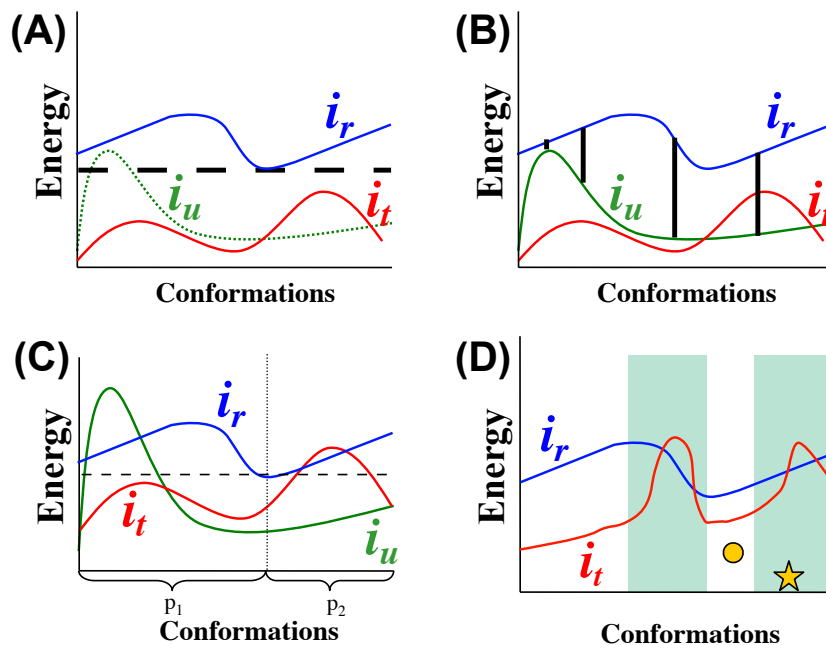 (A)
Energy
i_r
i_u
i_t
Conformations
(B)
Energy
i_r
i_u
i_t
Conformations
(C)
Energy
i_r
i_t
i_u
p_1
p_2
Conformations
(D)
Energy
i_r
i_t
Conformations